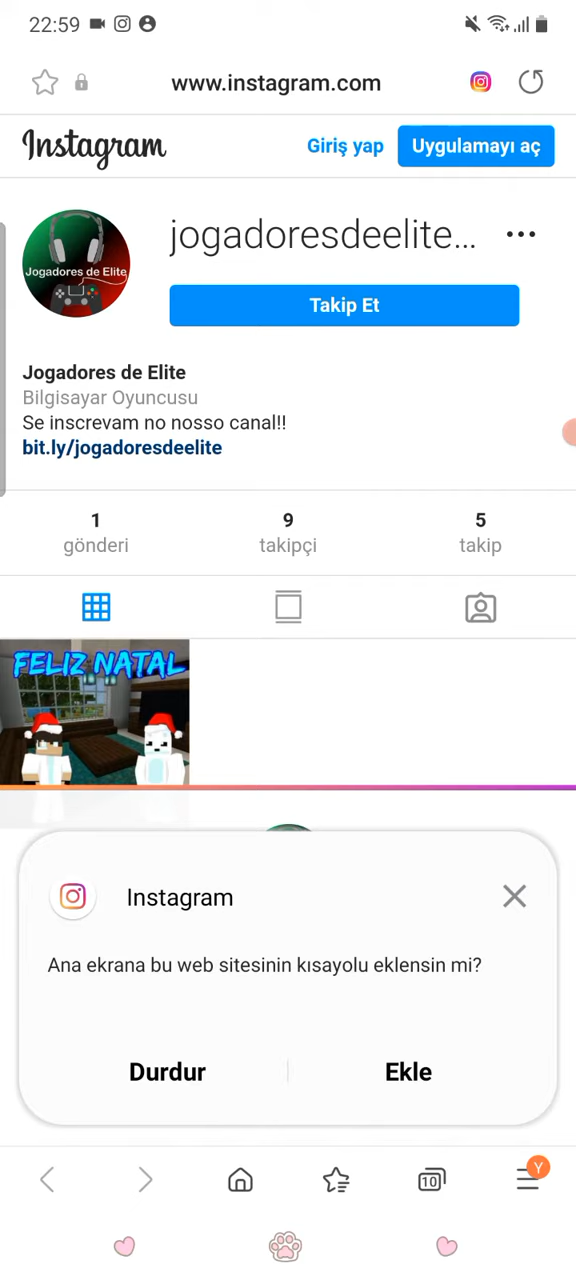 22:59
www.instagram.com
Instagram
Giriş yap
Uygulamayı aç
Jogadores de Elite
jogadoresdeelite...
Takip Et
Jogadores de Elite
Bilgisayar Oyuncusu
Se inscrevam no nosso canal!!
bit.ly/jogadoresdeelite
1
gönderi
9
takipçi
5
takip
FELIZ NATAL
Instagram
Ana ekrana bu web sitesinin kısayolu eklensin mi?
Durdur
Ekle
10
Y